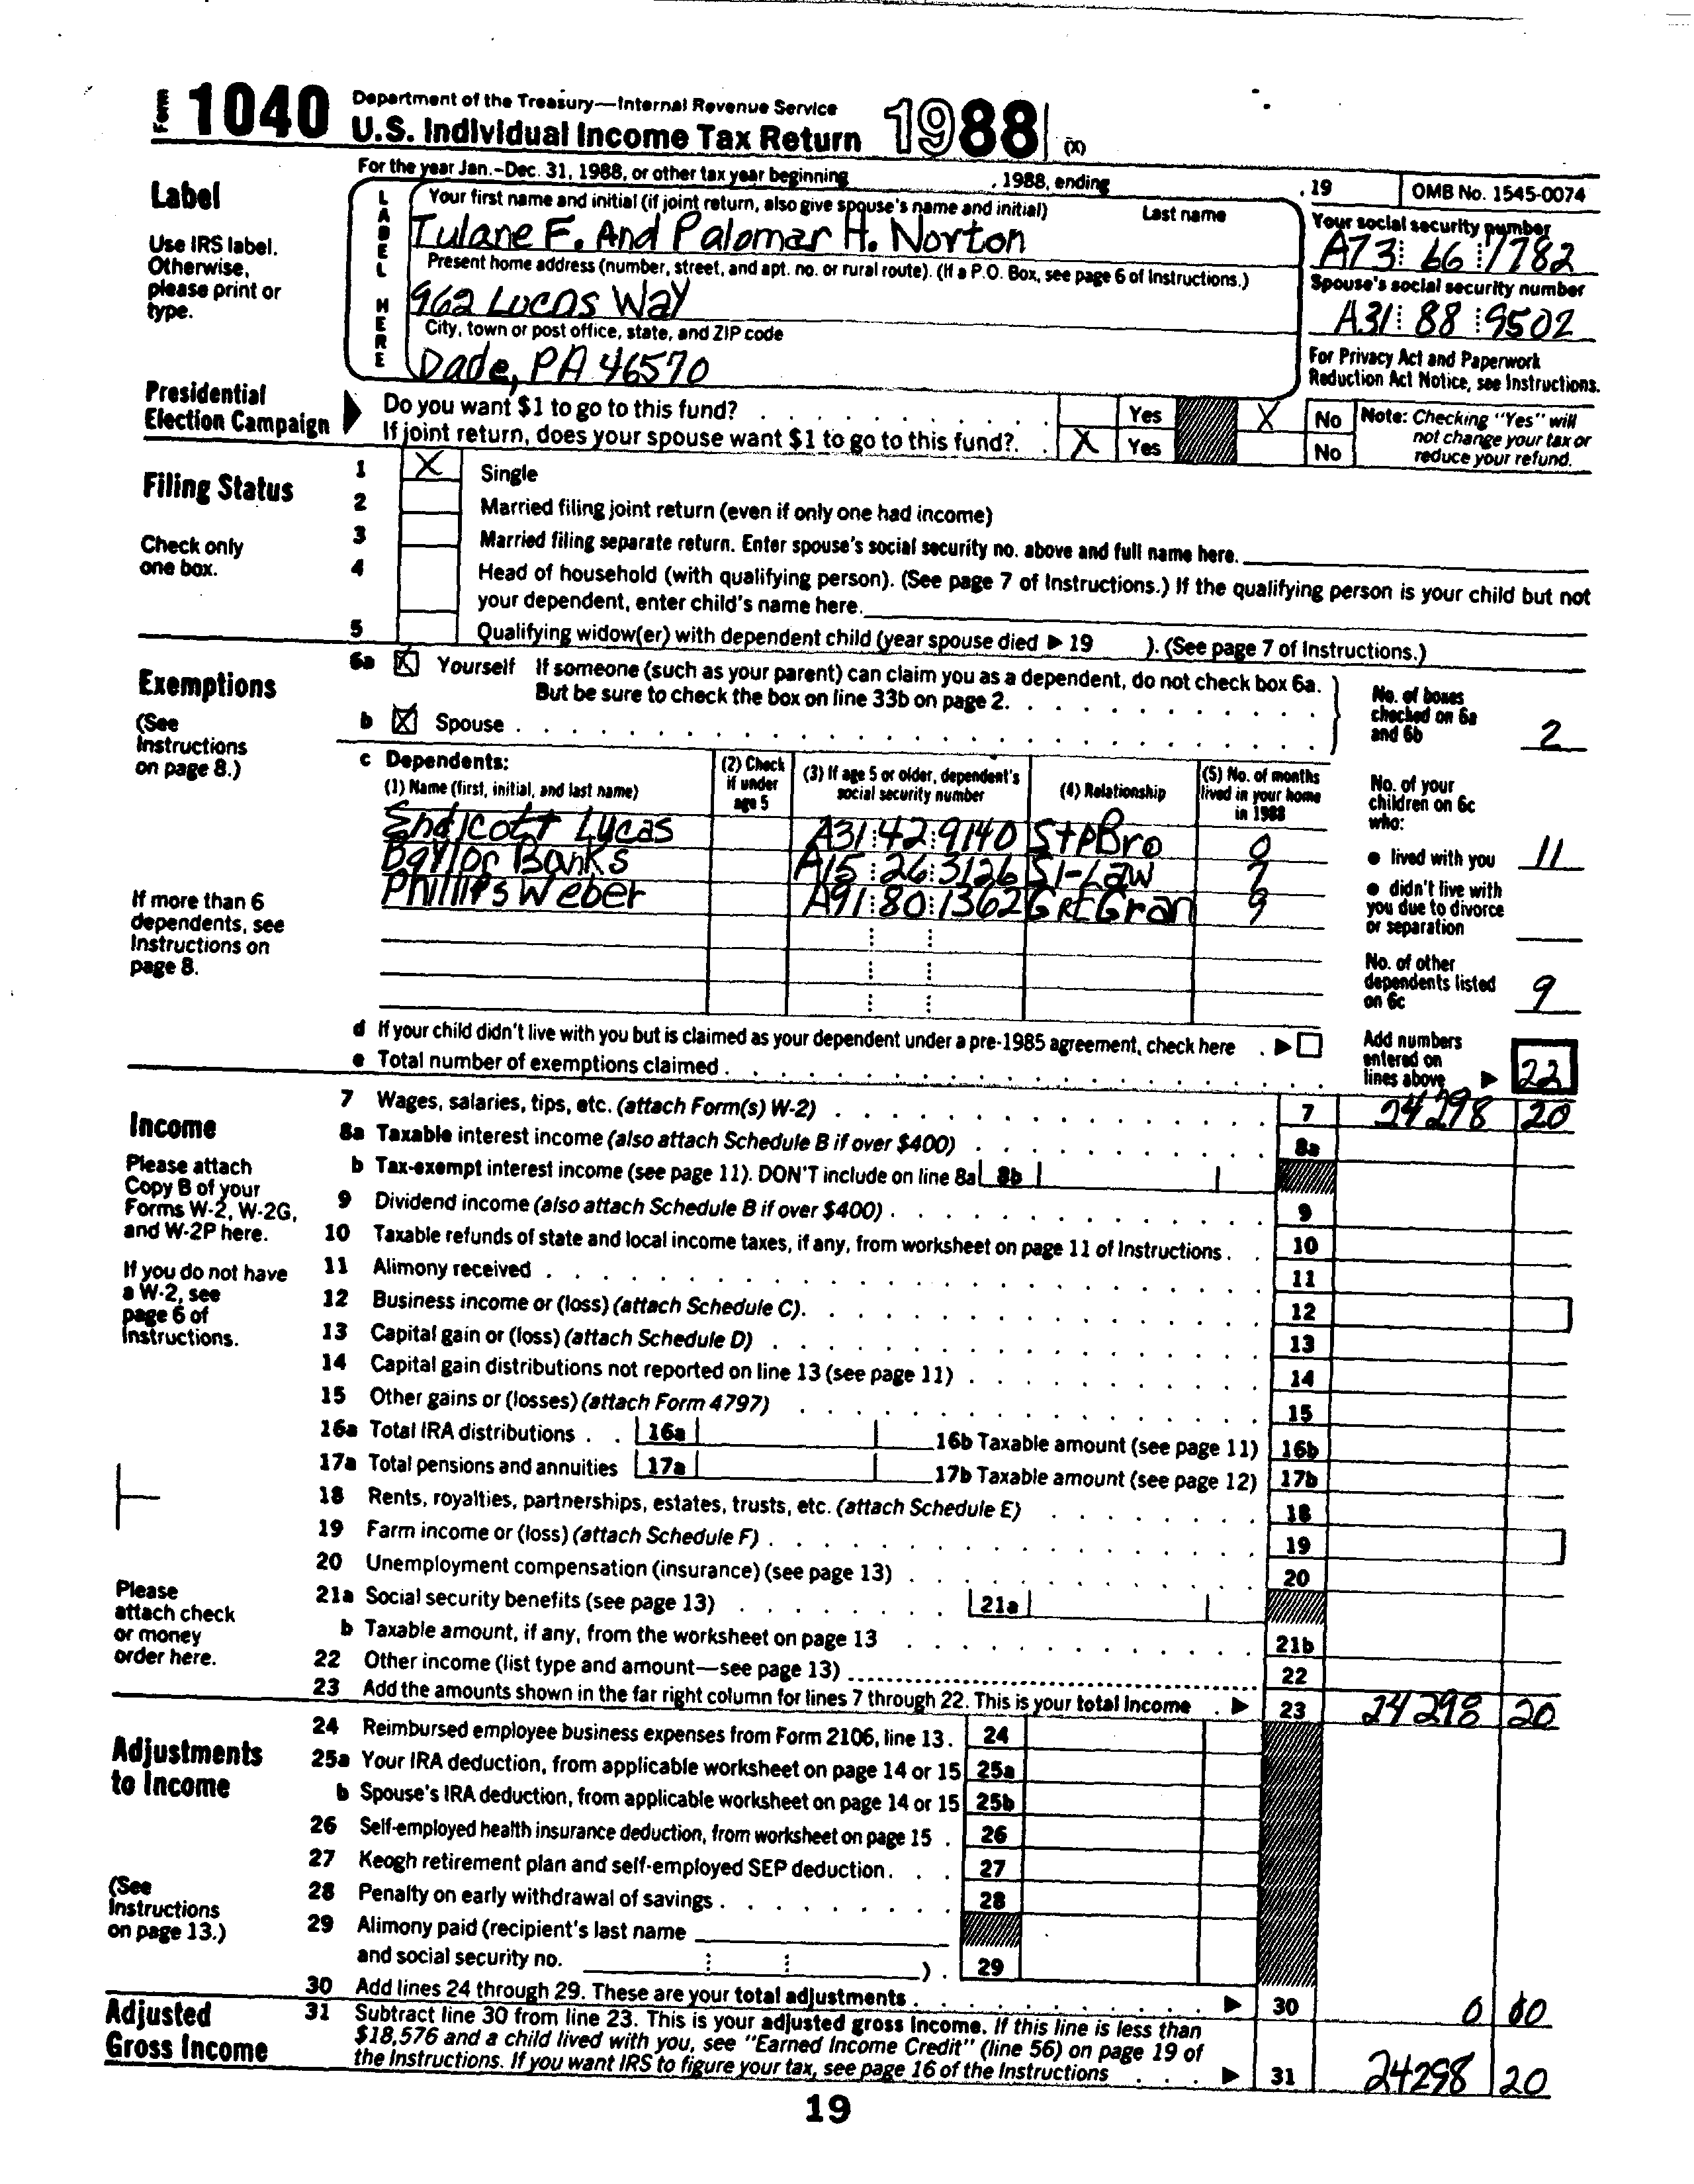 Form 1040 Department of the Treasury—Internal Revenue Service
U.S. Individual Income Tax Return 1988 (X)
For the year Jan.-Dec. 31, 1988, or other tax year beginning , 1988, ending , 19 OMB No. 1545-0074
Label
Use IRS label.
Otherwise,
please print or
type.
LABEL HERE
Your first name and initial (if joint return, also give spouse's name and initial) Last name
Tulane F. And Palomar H. Norton
Present home address (number, street, and apt. no. or rural route). (If a P.O. Box, see page 6 of Instructions.)
962 Lucas Way
City, town or post office, state, and ZIP code
Dade, PA 46570
Your social security number
A73 66 7782
Spouse's social security number
A31 88 9502
For Privacy Act and Paperwork
Reduction Act Notice, see Instructions.
Presidential
Election Campaign
Do you want $1 to go to this fund? Yes X No
If joint return, does your spouse want $1 to go to this fund? X Yes No
Note: Checking "Yes" will
not change your tax or
reduce your refund.
Filing Status
Check only
one box.
1 X Single
2 Married filing joint return (even if only one had income)
3 Married filing separate return. Enter spouse's social security no. above and full name here.
4 Head of household (with qualifying person). (See page 7 of Instructions.) If the qualifying person is your child but not
your dependent, enter child's name here.
5 Qualifying widow(er) with dependent child (year spouse died ▶ 19 ). (See page 7 of Instructions.)
Exemptions
(See
Instructions
on page 8.)
6a X Yourself If someone (such as your parent) can claim you as a dependent, do not check box 6a.
But be sure to check the box on line 33b on page 2.
b X Spouse
No. of boxes
checked on 6a
and 6b 2
c Dependents:
(1) Name (first, initial, and last name)
(2) Check
if under
age 5
(3) If age 5 or older, dependent's
social security number
(4) Relationship
(5) No. of months
lived in your home
in 1988
Endicott Lucas A31 42 9140 StpBro 0
Baylor Banks A15 26 3126 SI-Law 7
Phillips Weber A91 80 1362 GrEGran 9
If more than 6
dependents, see
Instructions on
page 8.
No. of your
children on 6c
who:
● lived with you 11
● didn't live with
you due to divorce
or separation
No. of other
dependents listed
on 6c 9
d If your child didn't live with you but is claimed as your dependent under a pre-1985 agreement, check here ▶
e Total number of exemptions claimed
Add numbers
entered on
lines above ▶ 22
Income
Please attach
Copy B of your
Forms W-2, W-2G,
and W-2P here.
If you do not have
a W-2, see
page 6 of
Instructions.
Please
attach check
or money
order here.
7 Wages, salaries, tips, etc. (attach Form(s) W-2) 7 24298 20
8a Taxable interest income (also attach Schedule B if over $400) 8a
b Tax-exempt interest income (see page 11). DON'T include on line 8a 8b
9 Dividend income (also attach Schedule B if over $400) 9
10 Taxable refunds of state and local income taxes, if any, from worksheet on page 11 of Instructions 10
11 Alimony received 11
12 Business income or (loss) (attach Schedule C) 12
13 Capital gain or (loss) (attach Schedule D) 13
14 Capital gain distributions not reported on line 13 (see page 11) 14
15 Other gains or (losses) (attach Form 4797) 15
16a Total IRA distributions 16a 16b Taxable amount (see page 11) 16b
17a Total pensions and annuities 17a 17b Taxable amount (see page 12) 17b
18 Rents, royalties, partnerships, estates, trusts, etc. (attach Schedule E) 18
19 Farm income or (loss) (attach Schedule F) 19
20 Unemployment compensation (insurance) (see page 13) 20
21a Social security benefits (see page 13) 21a
b Taxable amount, if any, from the worksheet on page 13 21b
22 Other income (list type and amount—see page 13) 22
23 Add the amounts shown in the far right column for lines 7 through 22. This is your total income ▶ 23 24298 20
Adjustments
to Income
(See
Instructions
on page 13.)
24 Reimbursed employee business expenses from Form 2106, line 13. 24
25a Your IRA deduction, from applicable worksheet on page 14 or 15 25a
b Spouse's IRA deduction, from applicable worksheet on page 14 or 15 25b
26 Self-employed health insurance deduction, from worksheet on page 15 26
27 Keogh retirement plan and self-employed SEP deduction 27
28 Penalty on early withdrawal of savings 28
29 Alimony paid (recipient's last name
and social security no. ). 29
30 Add lines 24 through 29. These are your total adjustments ▶ 30 0 00
Adjusted
Gross Income
31 Subtract line 30 from line 23. This is your adjusted gross income. If this line is less than
$18,576 and a child lived with you, see "Earned Income Credit" (line 56) on page 19 of
the Instructions. If you want IRS to figure your tax, see page 16 of the Instructions ▶ 31 24298 20
19